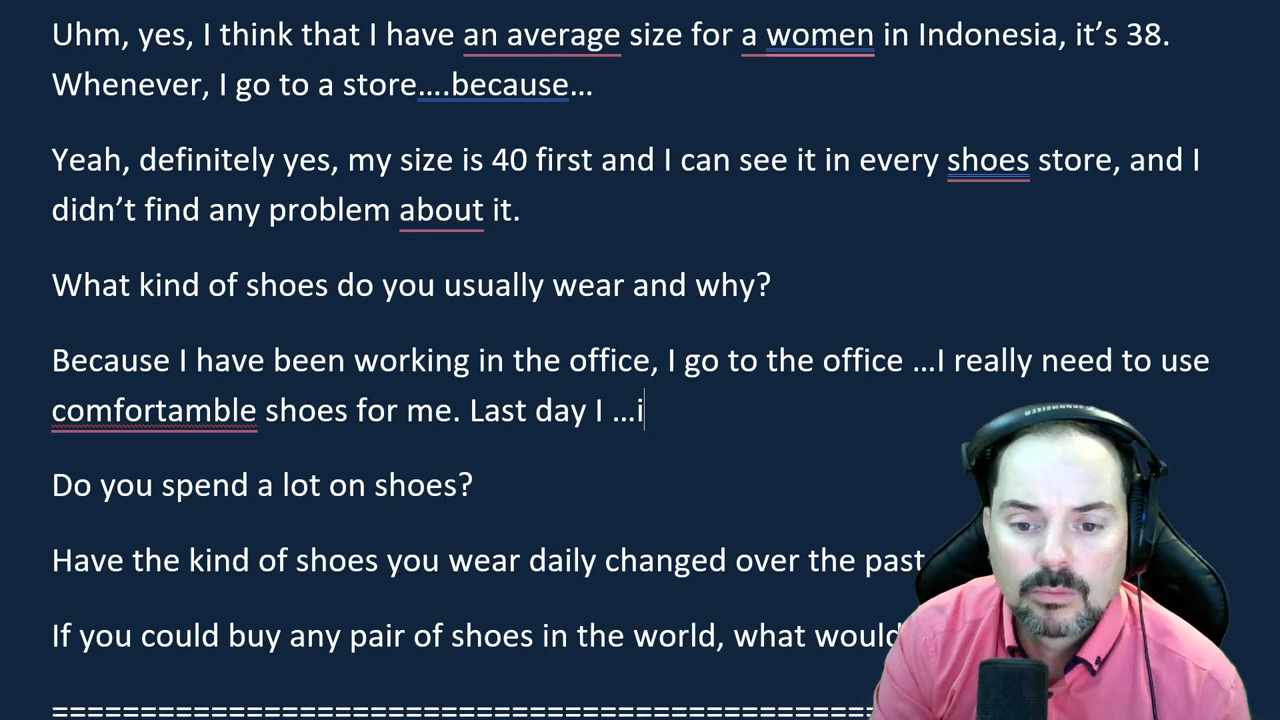 Uhm, yes, I think that I have an average size for a women in Indonesia, it’s 38.
Whenever, I go to a store….because…
Yeah, definitely yes, my size is 40 first and I can see it in every shoes store, and I
didn’t find any problem about it.
What kind of shoes do you usually wear and why?
Because I have been working in the office, I go to the office …I really need to use
comfortamble shoes for me. Last day I …i
Do you spend a lot on shoes?
Have the kind of shoes you wear daily changed over the past
If you could buy any pair of shoes in the world, what would